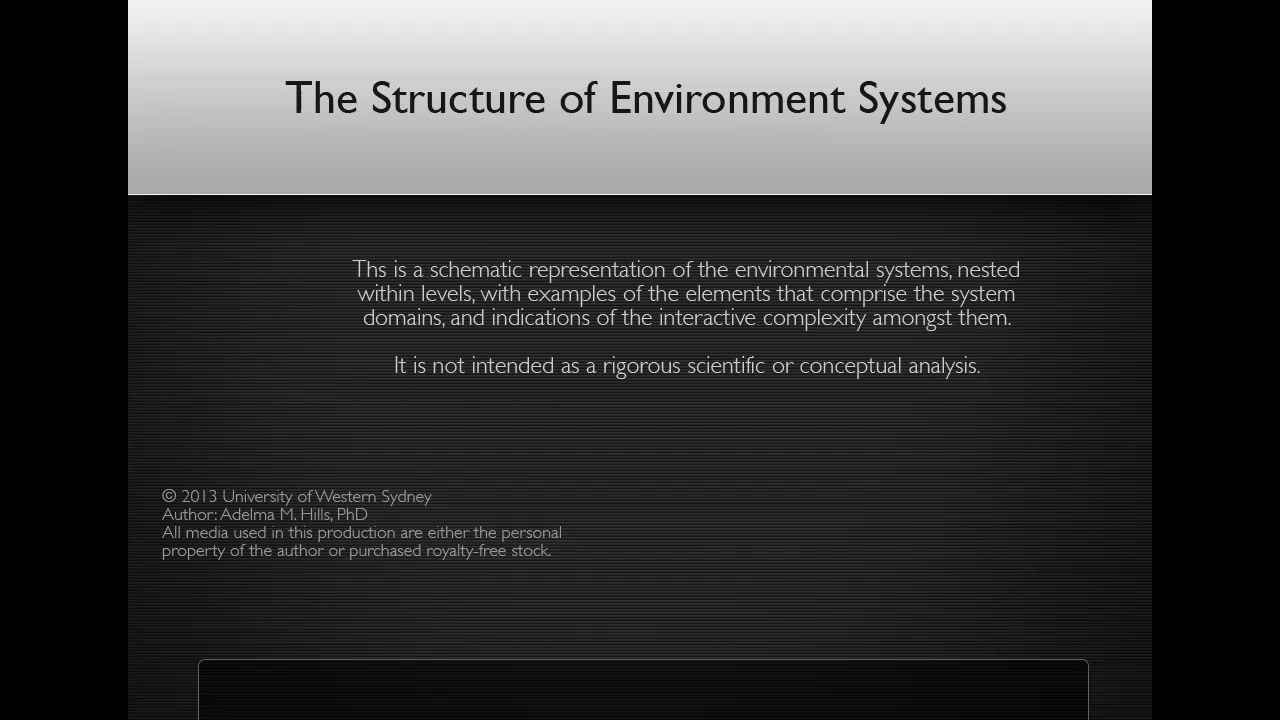 The Structure of Environment Systems
Ths is a schematic representation of the environmental systems, nested
within levels, with examples of the elements that comprise the system
domains, and indications of the interactive complexity amongst them.
It is not intended as a rigorous scientific or conceptual analysis.
© 2013 University of Western Sydney
Author: Adelma M. Hills, PhD
All media used in this production are either the personal
property of the author or purchased royalty-free stock.